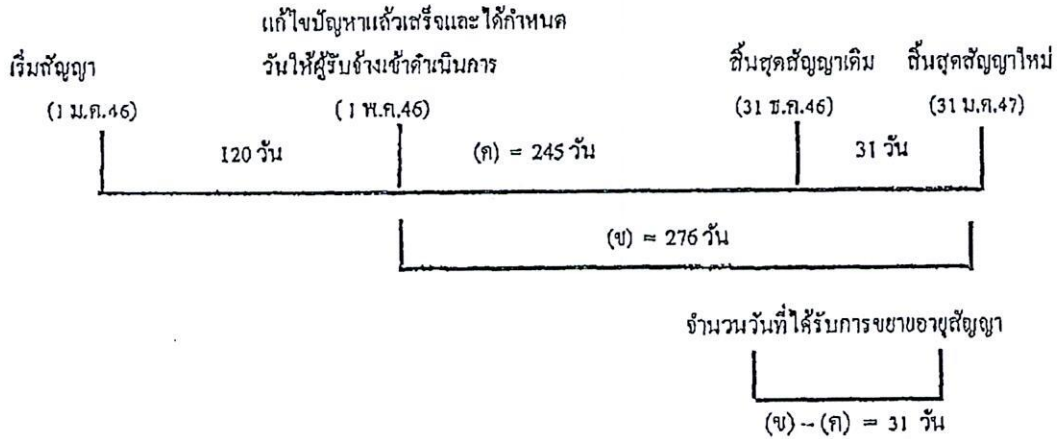 แก้ไขปัญหาแล้วเสร็จและได้กำหนด
เริ่มสัญญา วันให้ผู้รับจ้างเข้าดำเนินการ สิ้นสุดสัญญาเดิม สิ้นสุดสัญญาใหม่
(1 ม.ค.46) (1 พ.ค.46) (31 ธ.ค.46) (31 ม.ค.47)
120 วัน (ค) = 245 วัน 31 วัน
(ข) = 276 วัน
จำนวนวันที่ได้รับการขยายอายุสัญญา
(ข) - (ค) = 31 วัน